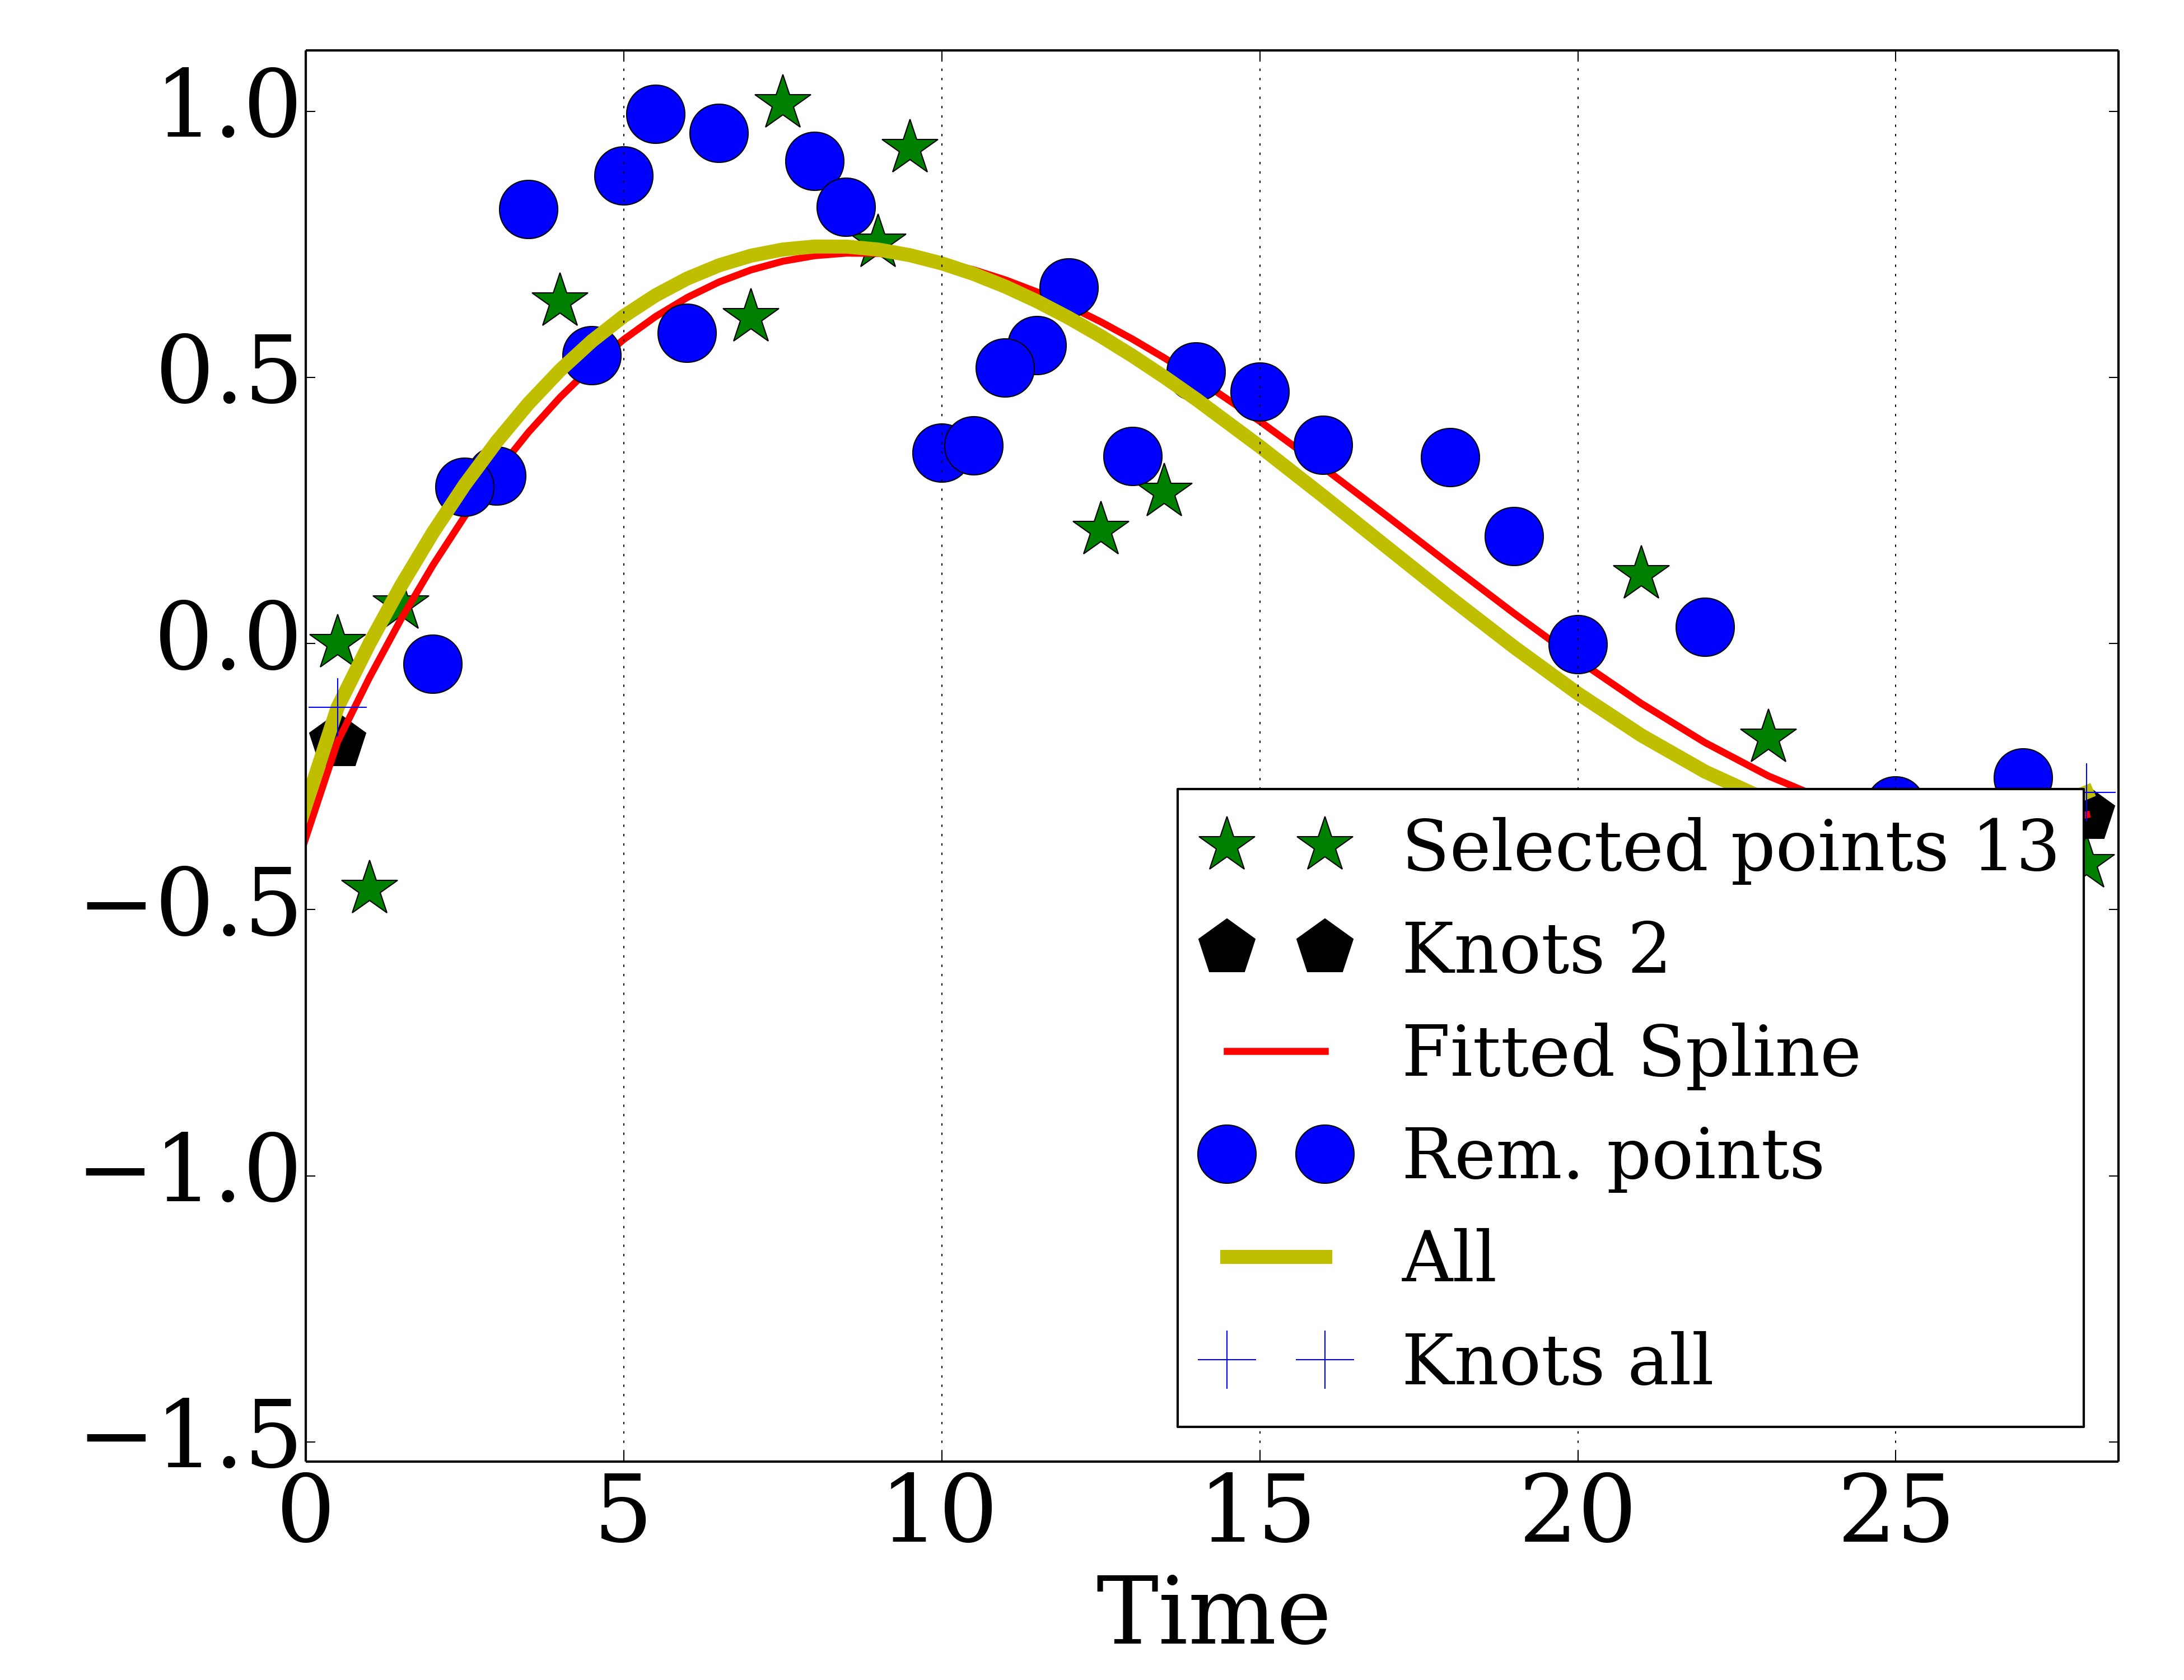 1.0
0.5
0.0
−0.5
−1.0
−1.5
0 5 10 15 20 25
Time
Selected points 13
Knots 2
Fitted Spline
Rem. points
All
Knots all